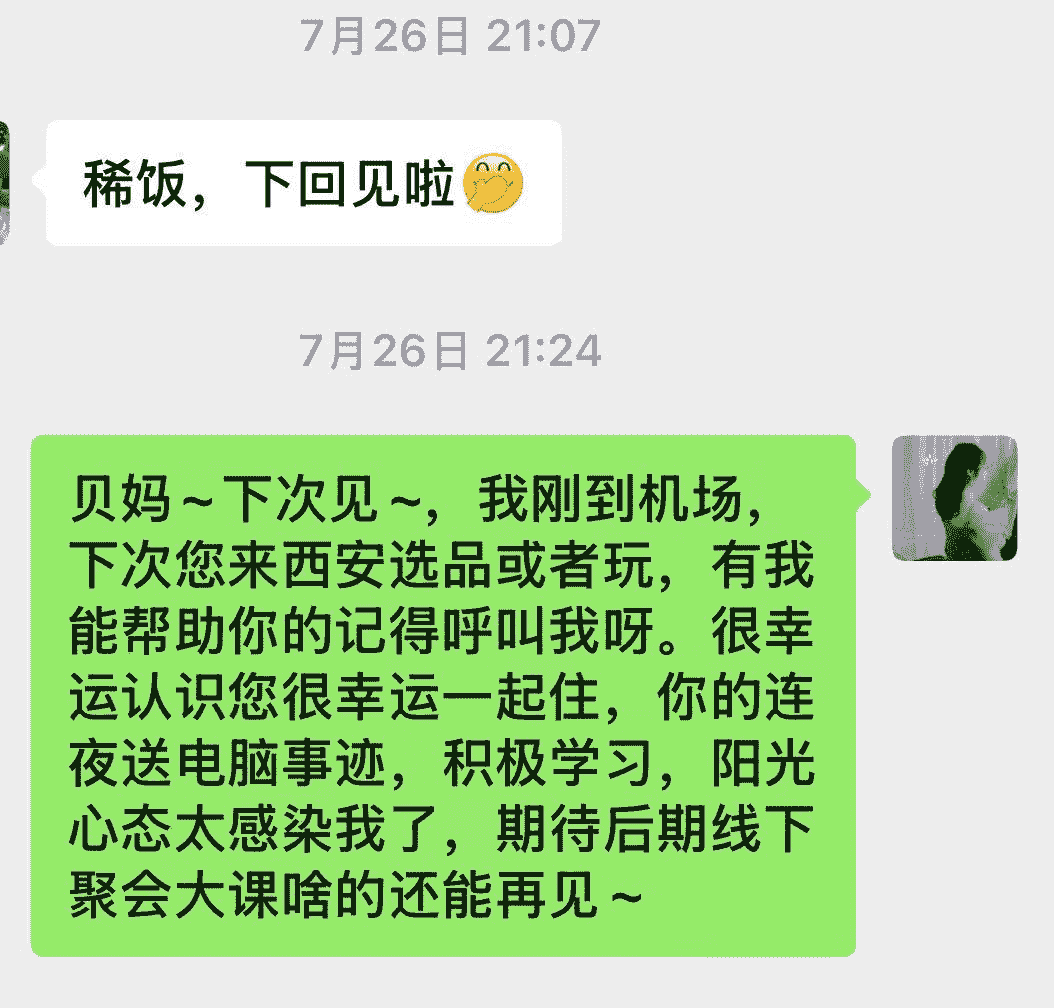 7月26日 21:07
稀饭，下回见啦
7月26日 21:24
贝妈～下次见～，我刚到机场，
下次您来西安选品或者玩，有我
能帮助你的记得呼叫我呀。很幸
运认识您很幸运一起住，你的连
夜送电脑事迹，积极学习，阳光
心态太感染我了，期待后期线下
聚会大课啥的还能再见～